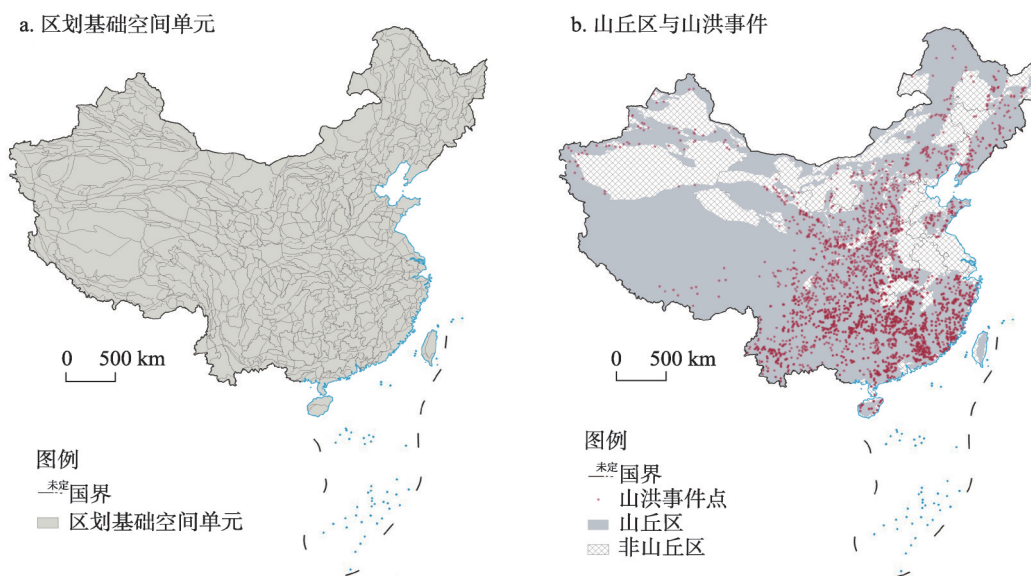 a. 区划基础空间单元
0 500 km
图例
未定 国界
区划基础空间单元
b. 山丘区与山洪事件
0 500 km
图例
未定 国界
山洪事件点
山丘区
非山丘区